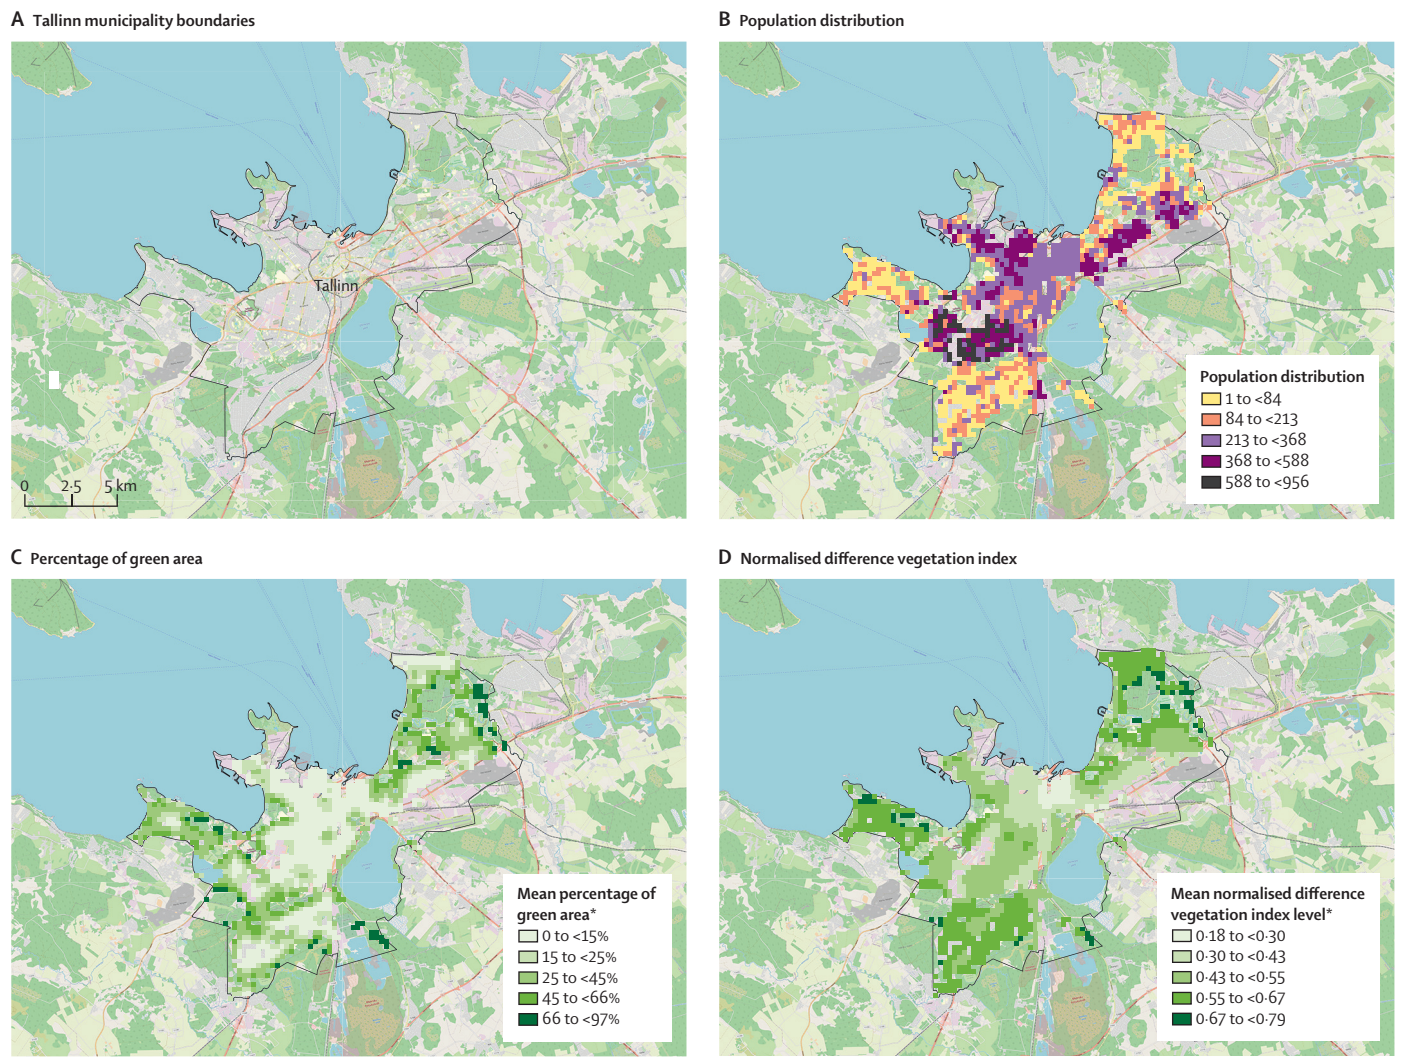 A Tallinn municipality boundaries
Tallinn
0 2·5 5 km
B Population distribution
Population distribution
1 to <84
84 to <213
213 to <368
368 to <588
588 to <956
C Percentage of green area
Mean percentage of
green area*
0 to <15%
15 to <25%
25 to <45%
45 to <66%
66 to <97%
D Normalised difference vegetation index
Mean normalised difference
vegetation index level*
0·18 to <0·30
0·30 to <0·43
0·43 to <0·55
0·55 to <0·67
0·67 to <0·79